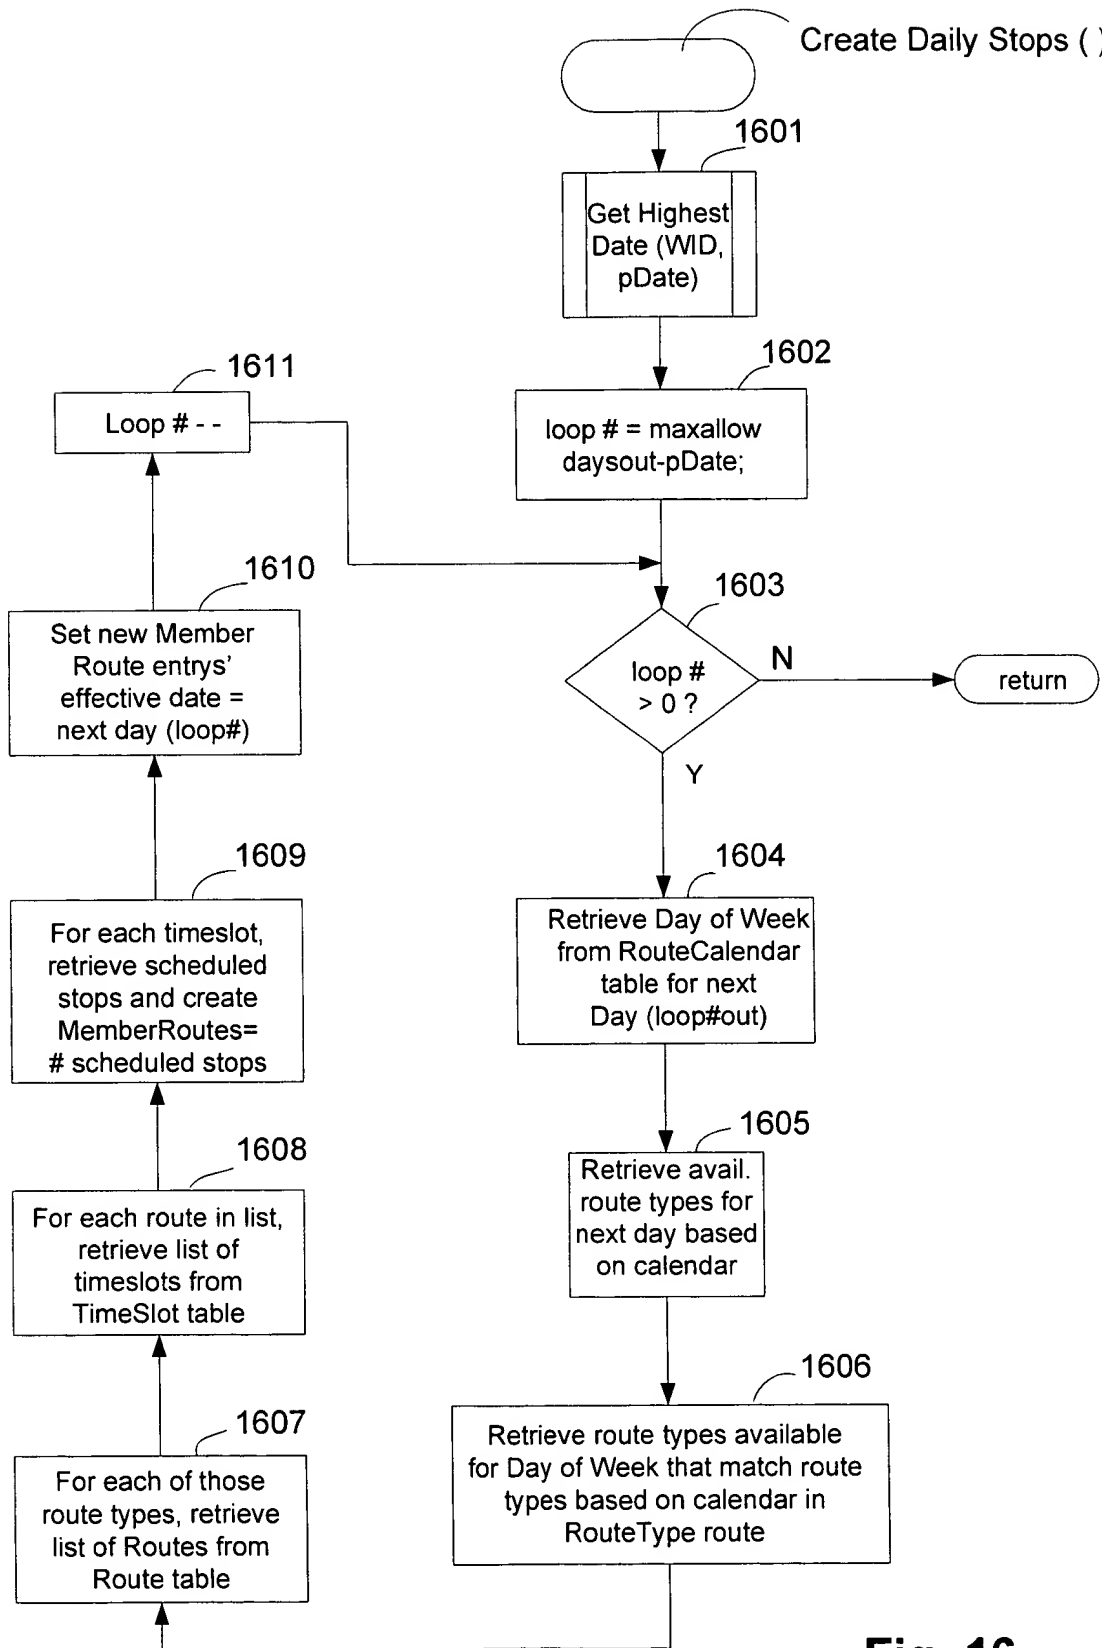 Create Daily Stops ( )
1601
Get Highest
Date (WID,
pDate)
1602
loop # = maxallow
daysout-pDate;
1603
loop #
> 0 ?
N
return
Y
1604
Retrieve Day of Week
from RouteCalendar
table for next
Day (loop#out)
1605
Retrieve avail.
route types for
next day based
on calendar
1606
Retrieve route types available
for Day of Week that match route
types based on calendar in
RouteType route
1607
For each of those
route types, retrieve
list of Routes from
Route table
1608
For each route in list,
retrieve list of
timeslots from
TimeSlot table
1609
For each timeslot,
retrieve scheduled
stops and create
MemberRoutes=
# scheduled stops
1610
Set new Member
Route entrys’
effective date =
next day (loop#)
1611
Loop # - -
Fig. 16